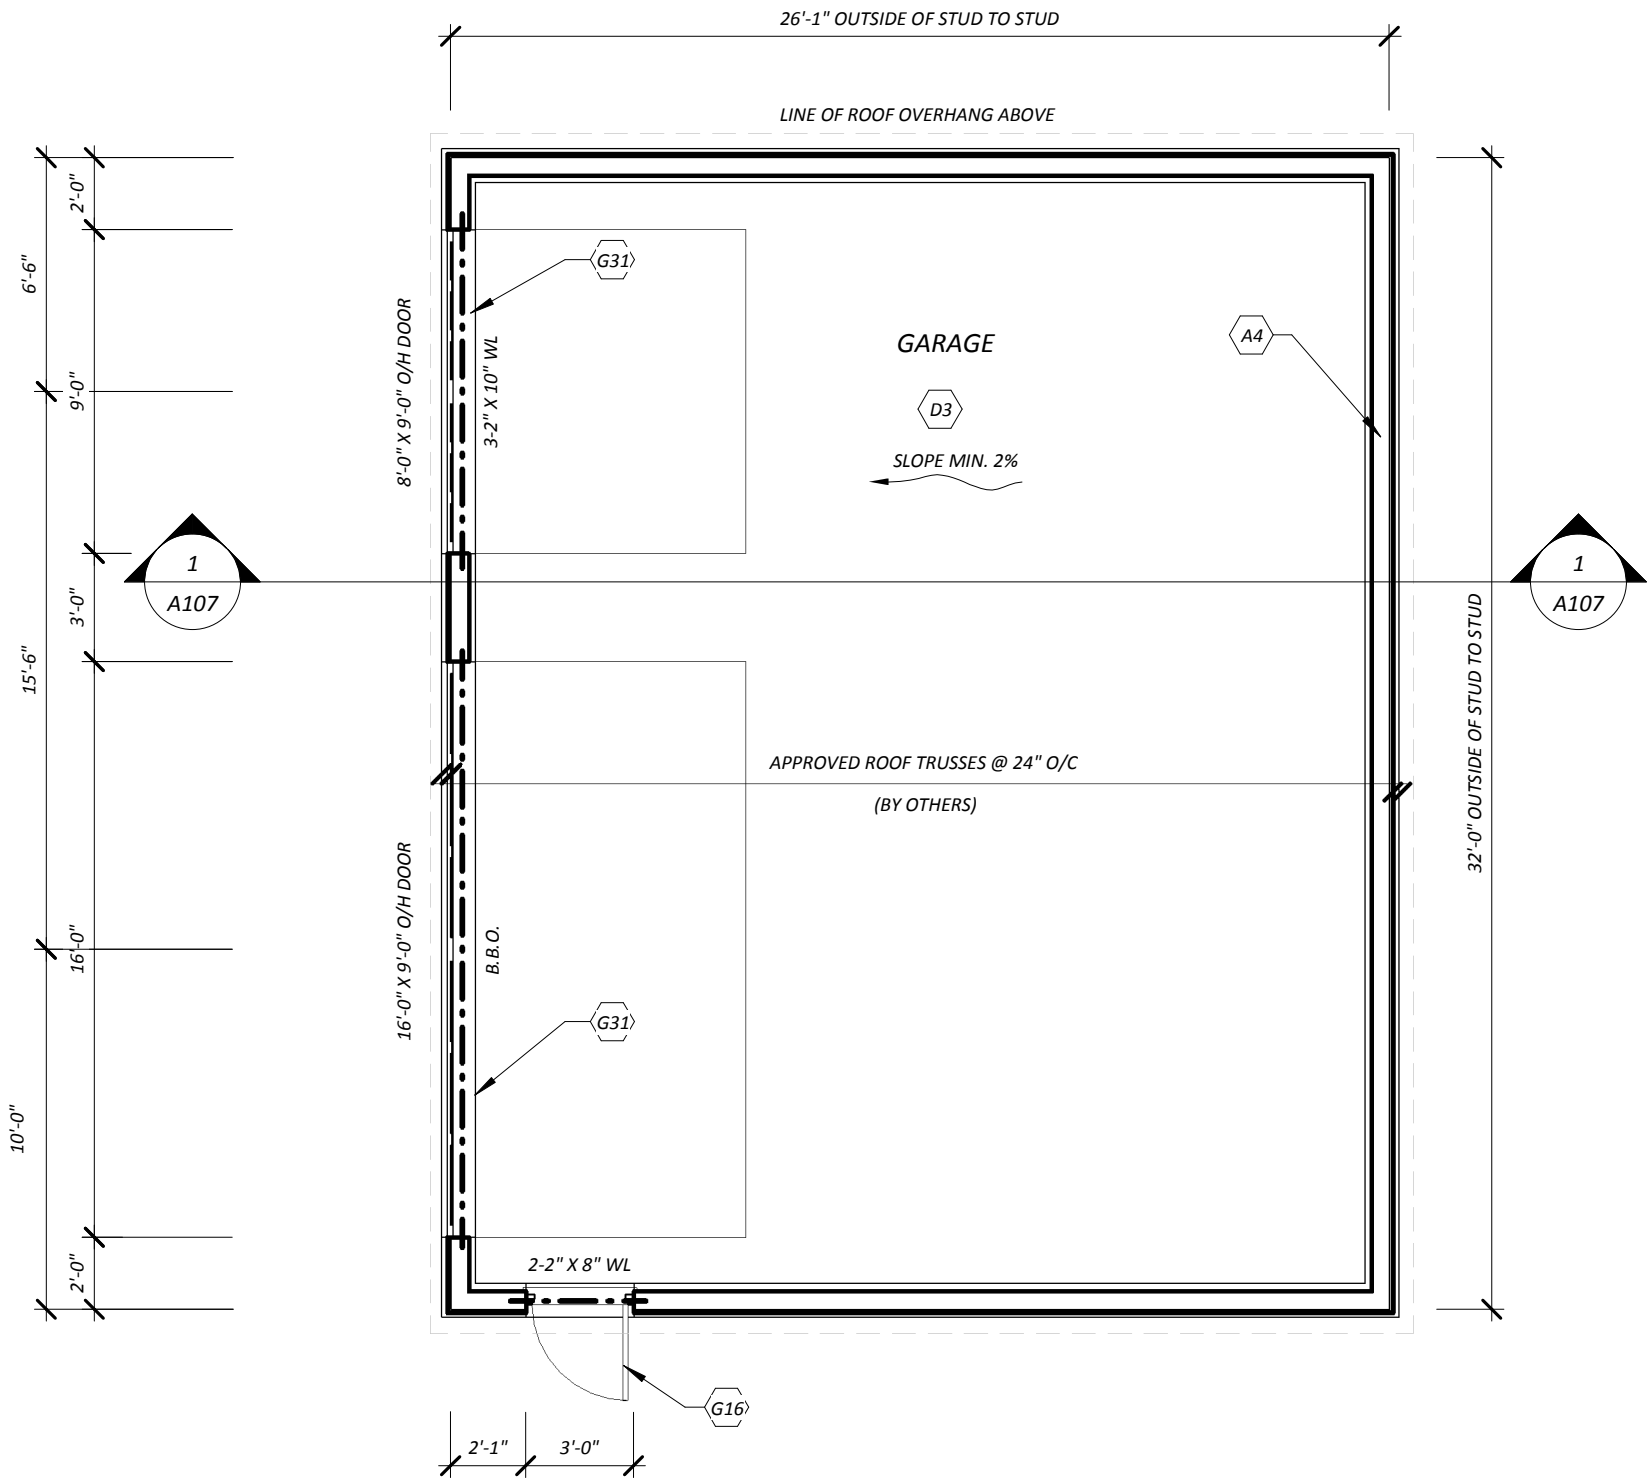 26'-1" OUTSIDE OF STUD TO STUD
LINE OF ROOF OVERHANG ABOVE
2'-0"
6'-6"
9'-0"
8'-0" X 9'-0" O/H DOOR
3-2" X 10" WL
G31
GARAGE
A4
D3
SLOPE MIN. 2%
1
A107
1
A107
3'-0"
15'-6"
32'-0" OUTSIDE OF STUD TO STUD
APPROVED ROOF TRUSSES @ 24" O/C
(BY OTHERS)
16'-0"
16'-0" X 9'-0" O/H DOOR
B.B.O.
G31
10'-0"
2'-0"
2-2" X 8" WL
G16
2'-1"
3'-0"